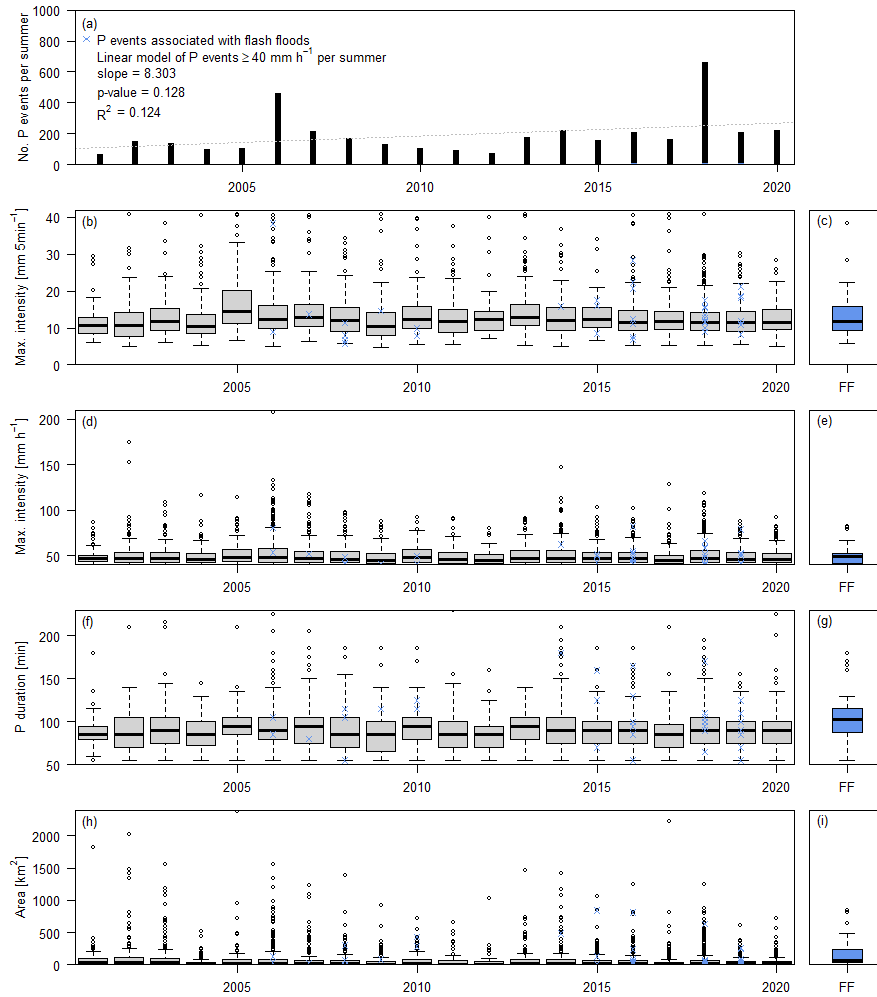 (a)
× P events associated with flash floods
Linear model of P events ≥ 40 mm h⁻¹ per summer
slope = 8.303
p-value = 0.128
R² = 0.124
No. P events per summer
1000
800
600
400
200
0
2005
2010
2015
2020
(b)
Max. intensity [mm 5min⁻¹]
40
30
20
10
0
2005
2010
2015
2020
(c)
FF
(d)
Max. intensity [mm h⁻¹]
200
150
100
50
2005
2010
2015
2020
(e)
FF
(f)
P duration [min]
200
150
100
50
2005
2010
2015
2020
(g)
FF
(h)
Area [km²]
2000
1500
1000
500
0
2005
2010
2015
2020
(i)
FF